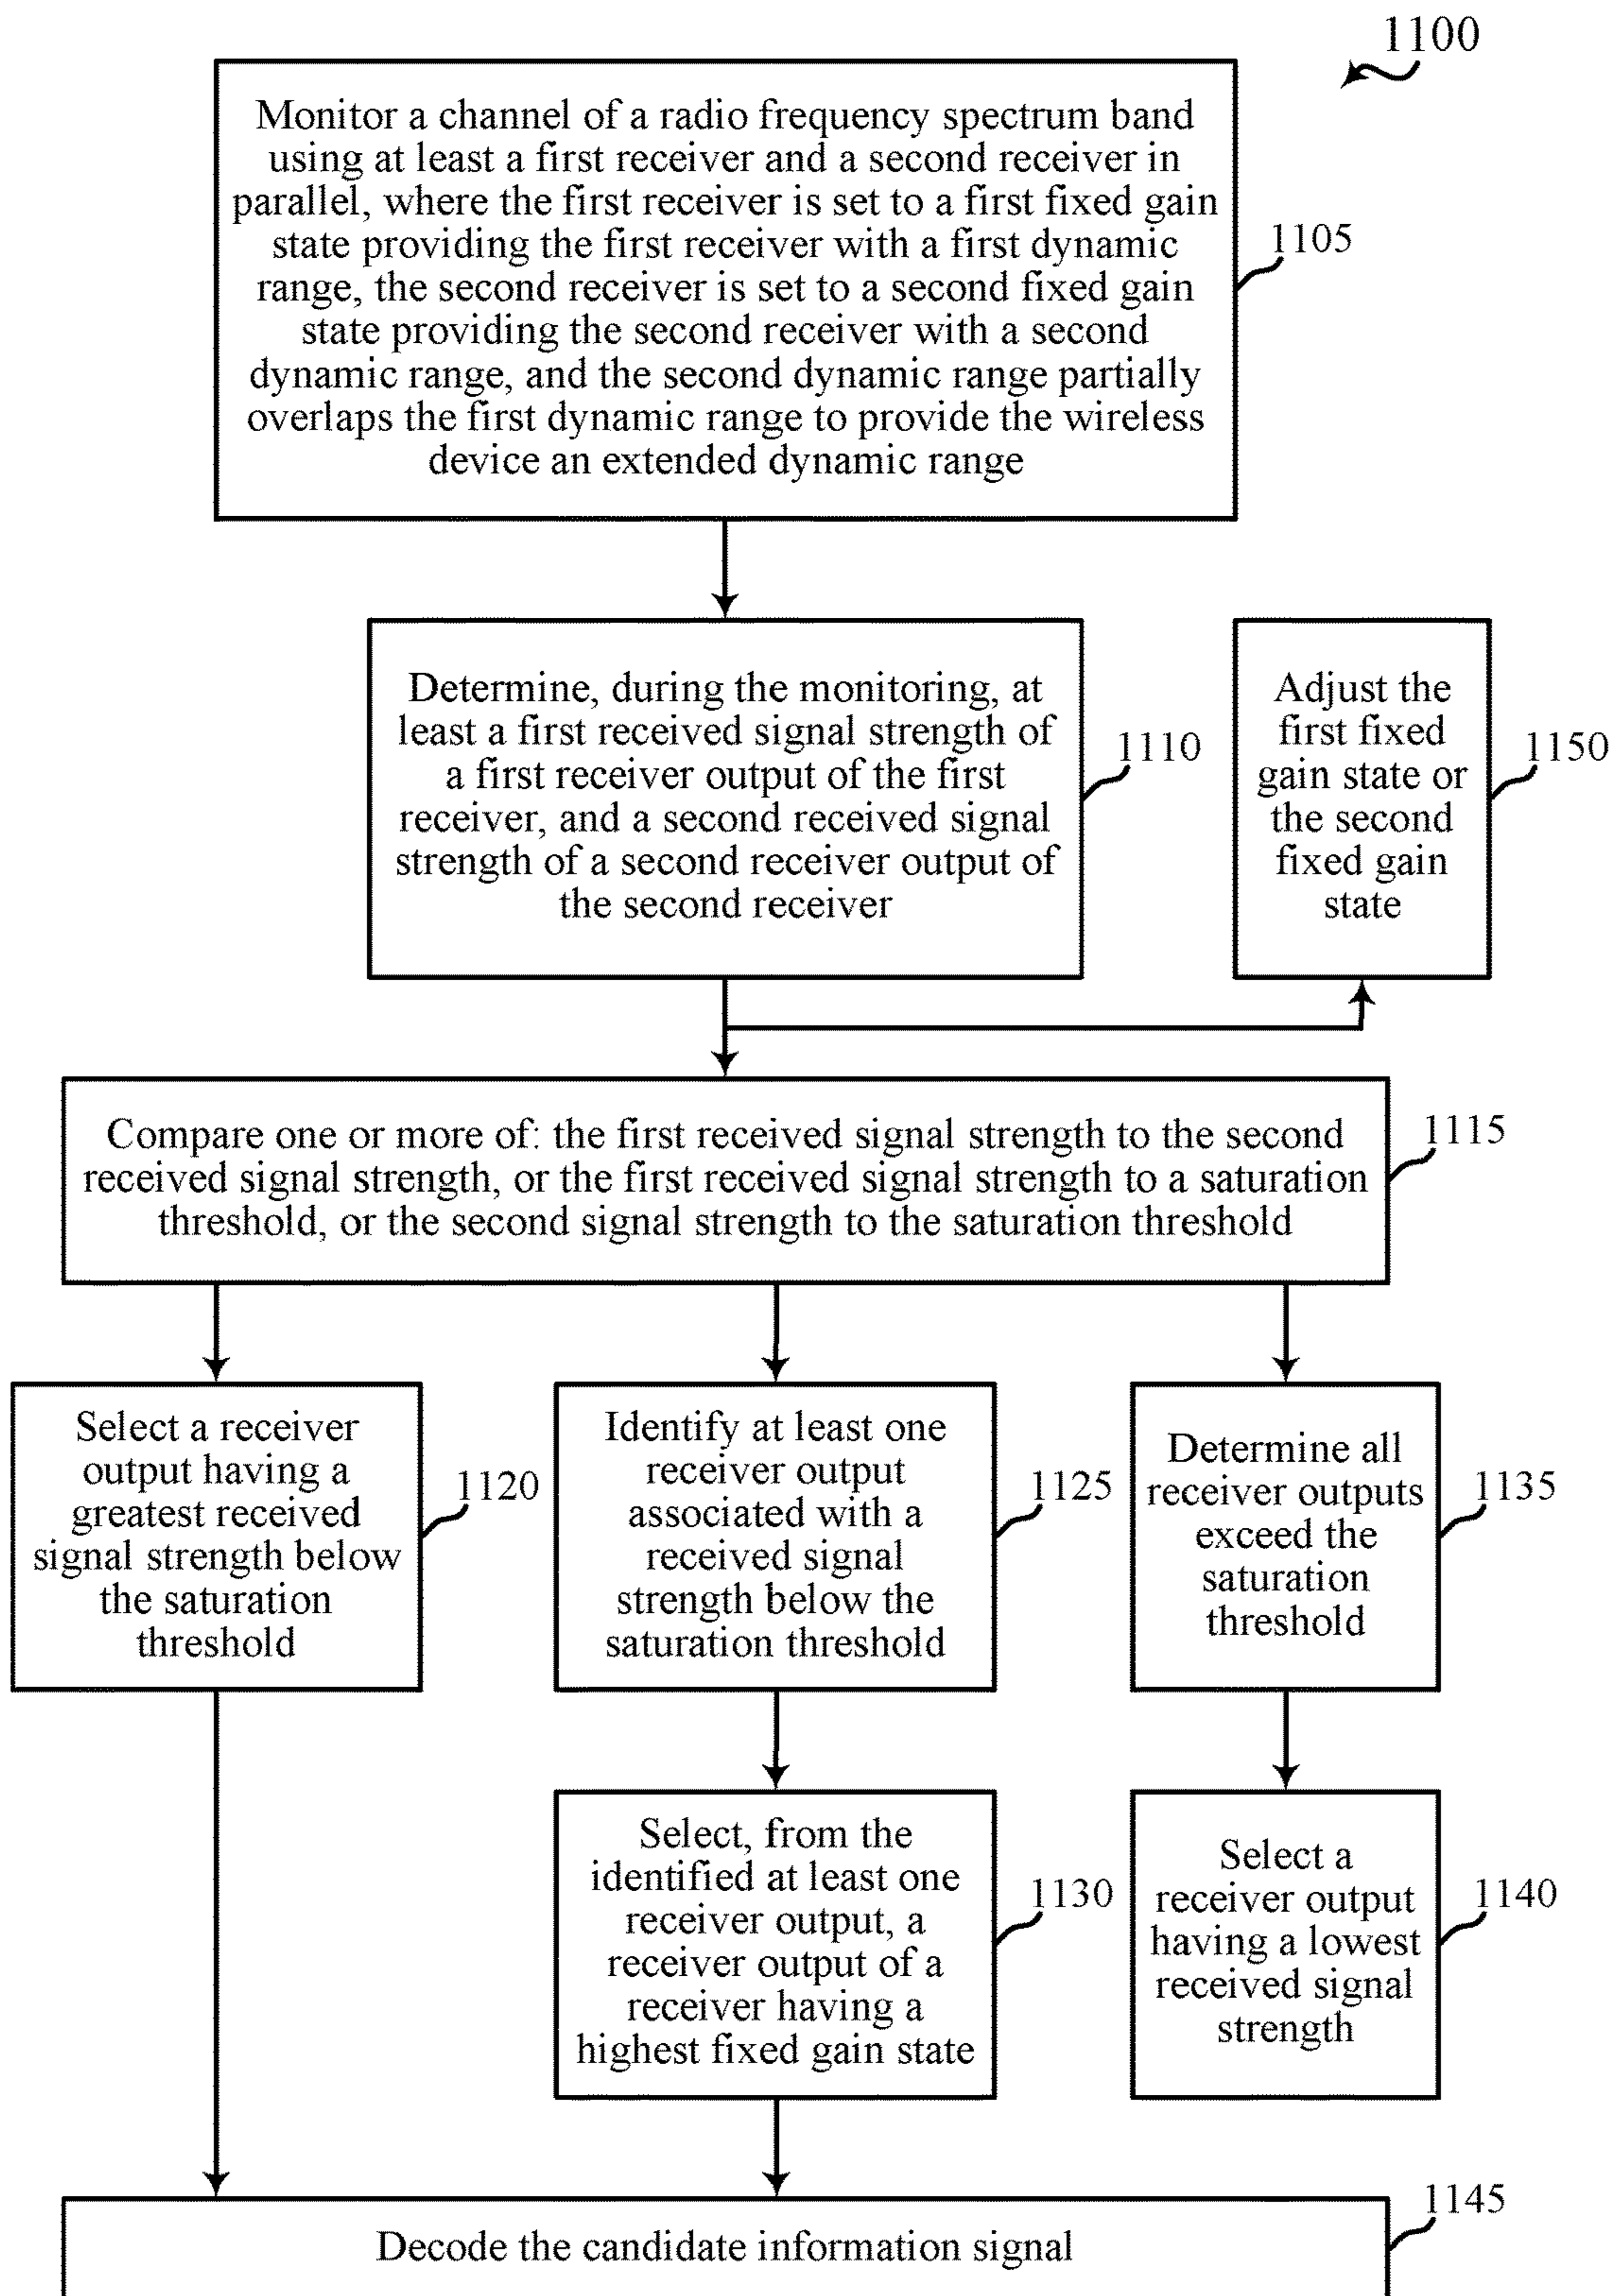 1100
Monitor a channel of a radio frequency spectrum band
using at least a first receiver and a second receiver in
parallel, where the first receiver is set to a first fixed gain
state providing the first receiver with a first dynamic
range, the second receiver is set to a second fixed gain
state providing the second receiver with a second
dynamic range, and the second dynamic range partially
overlaps the first dynamic range to provide the wireless
device an extended dynamic range
1105
Determine, during the monitoring, at
least a first received signal strength of
a first receiver output of the first
receiver, and a second received signal
strength of a second receiver output of
the second receiver
1110
Adjust the
first fixed
gain state or
the second
fixed gain
state
1150
Compare one or more of: the first received signal strength to the second
received signal strength, or the first received signal strength to a saturation
threshold, or the second signal strength to the saturation threshold
1115
Select a receiver
output having a
greatest received
signal strength below
the saturation
threshold
1120
Identify at least one
receiver output
associated with a
received signal
strength below the
saturation threshold
1125
Determine all
receiver outputs
exceed the
saturation
threshold
1135
Select, from the
identified at least one
receiver output, a
receiver output of a
receiver having a
highest fixed gain state
1130
Select a
receiver output
having a lowest
received signal
strength
1140
Decode the candidate information signal
1145